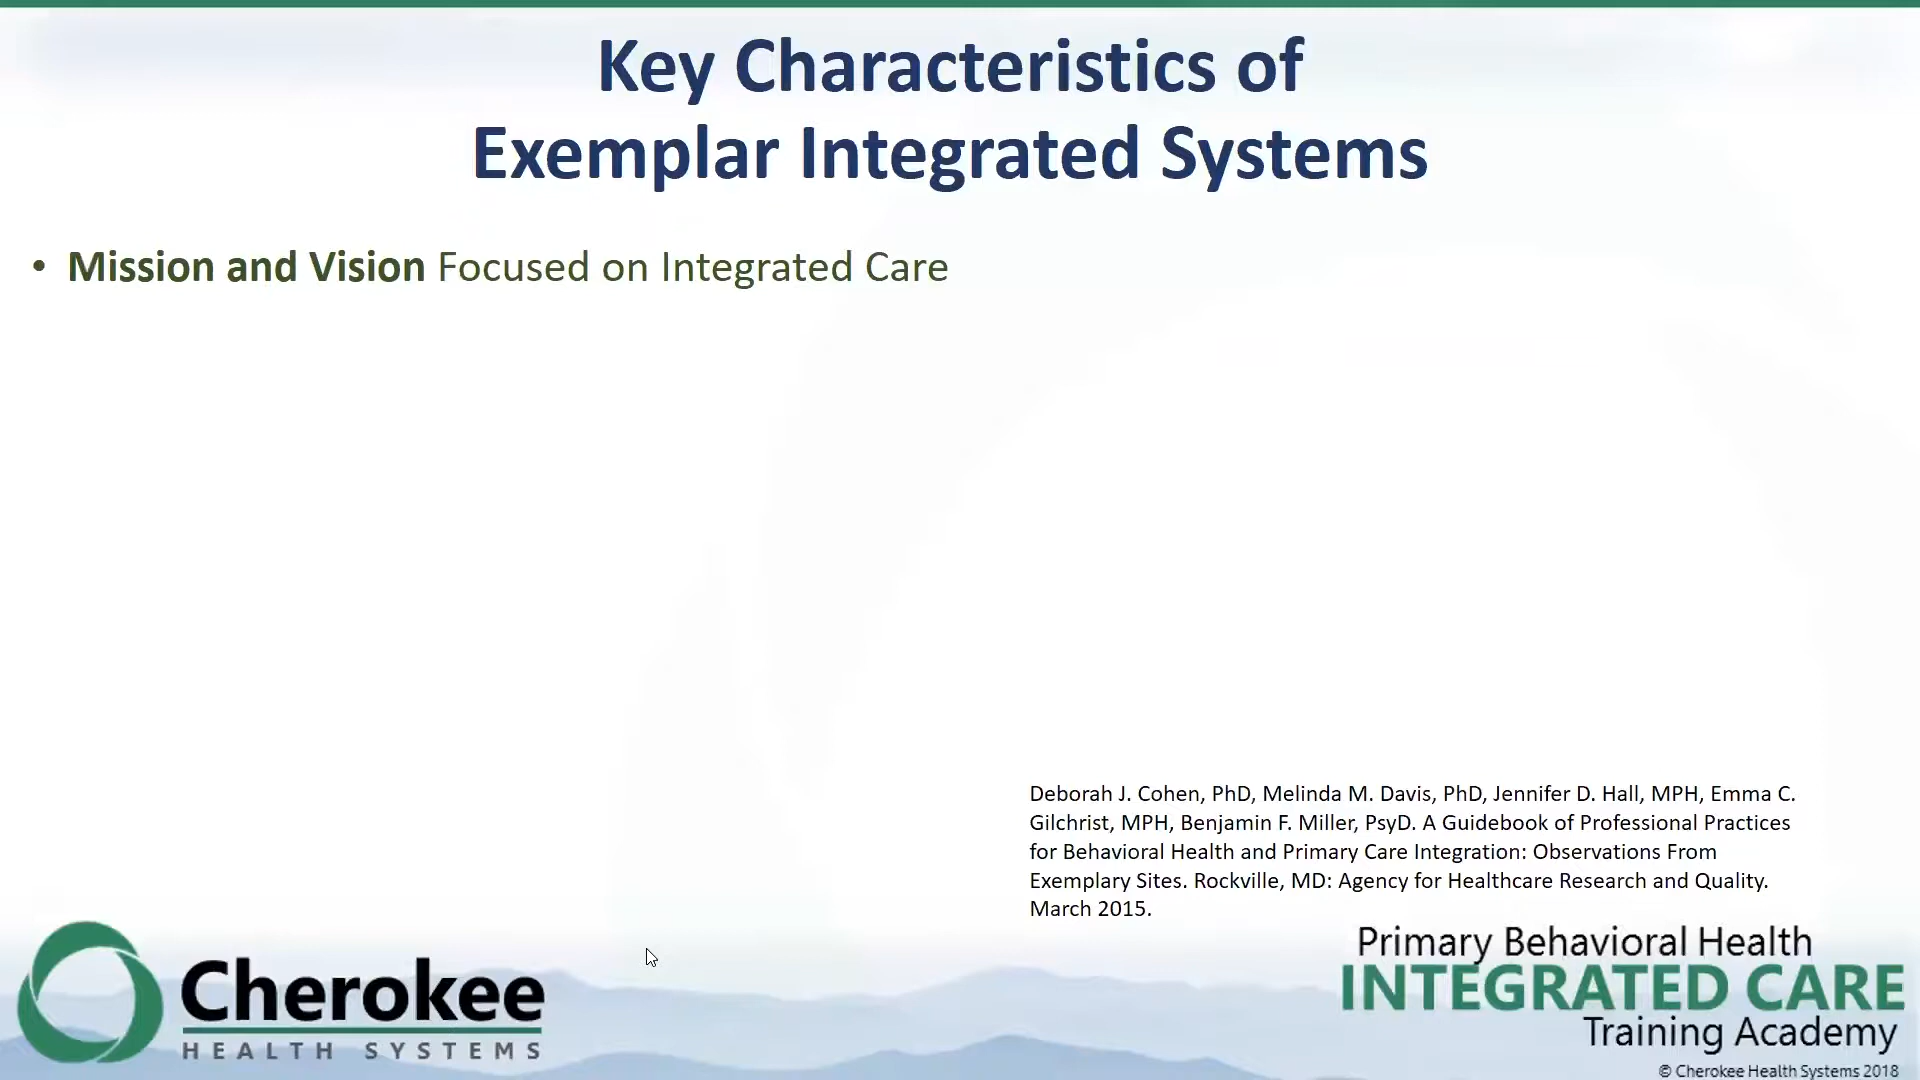 Key Characteristics of
Exemplar Integrated Systems
• Mission and Vision Focused on Integrated Care
Deborah J. Cohen, PhD, Melinda M. Davis, PhD, Jennifer D. Hall, MPH, Emma C.
Gilchrist, MPH, Benjamin F. Miller, PsyD. A Guidebook of Professional Practices
for Behavioral Health and Primary Care Integration: Observations From
Exemplary Sites. Rockville, MD: Agency for Healthcare Research and Quality.
March 2015.
Cherokee
HEALTH SYSTEMS
Primary Behavioral Health
INTEGRATED CARE
Training Academy
© Cherokee Health Systems 2018